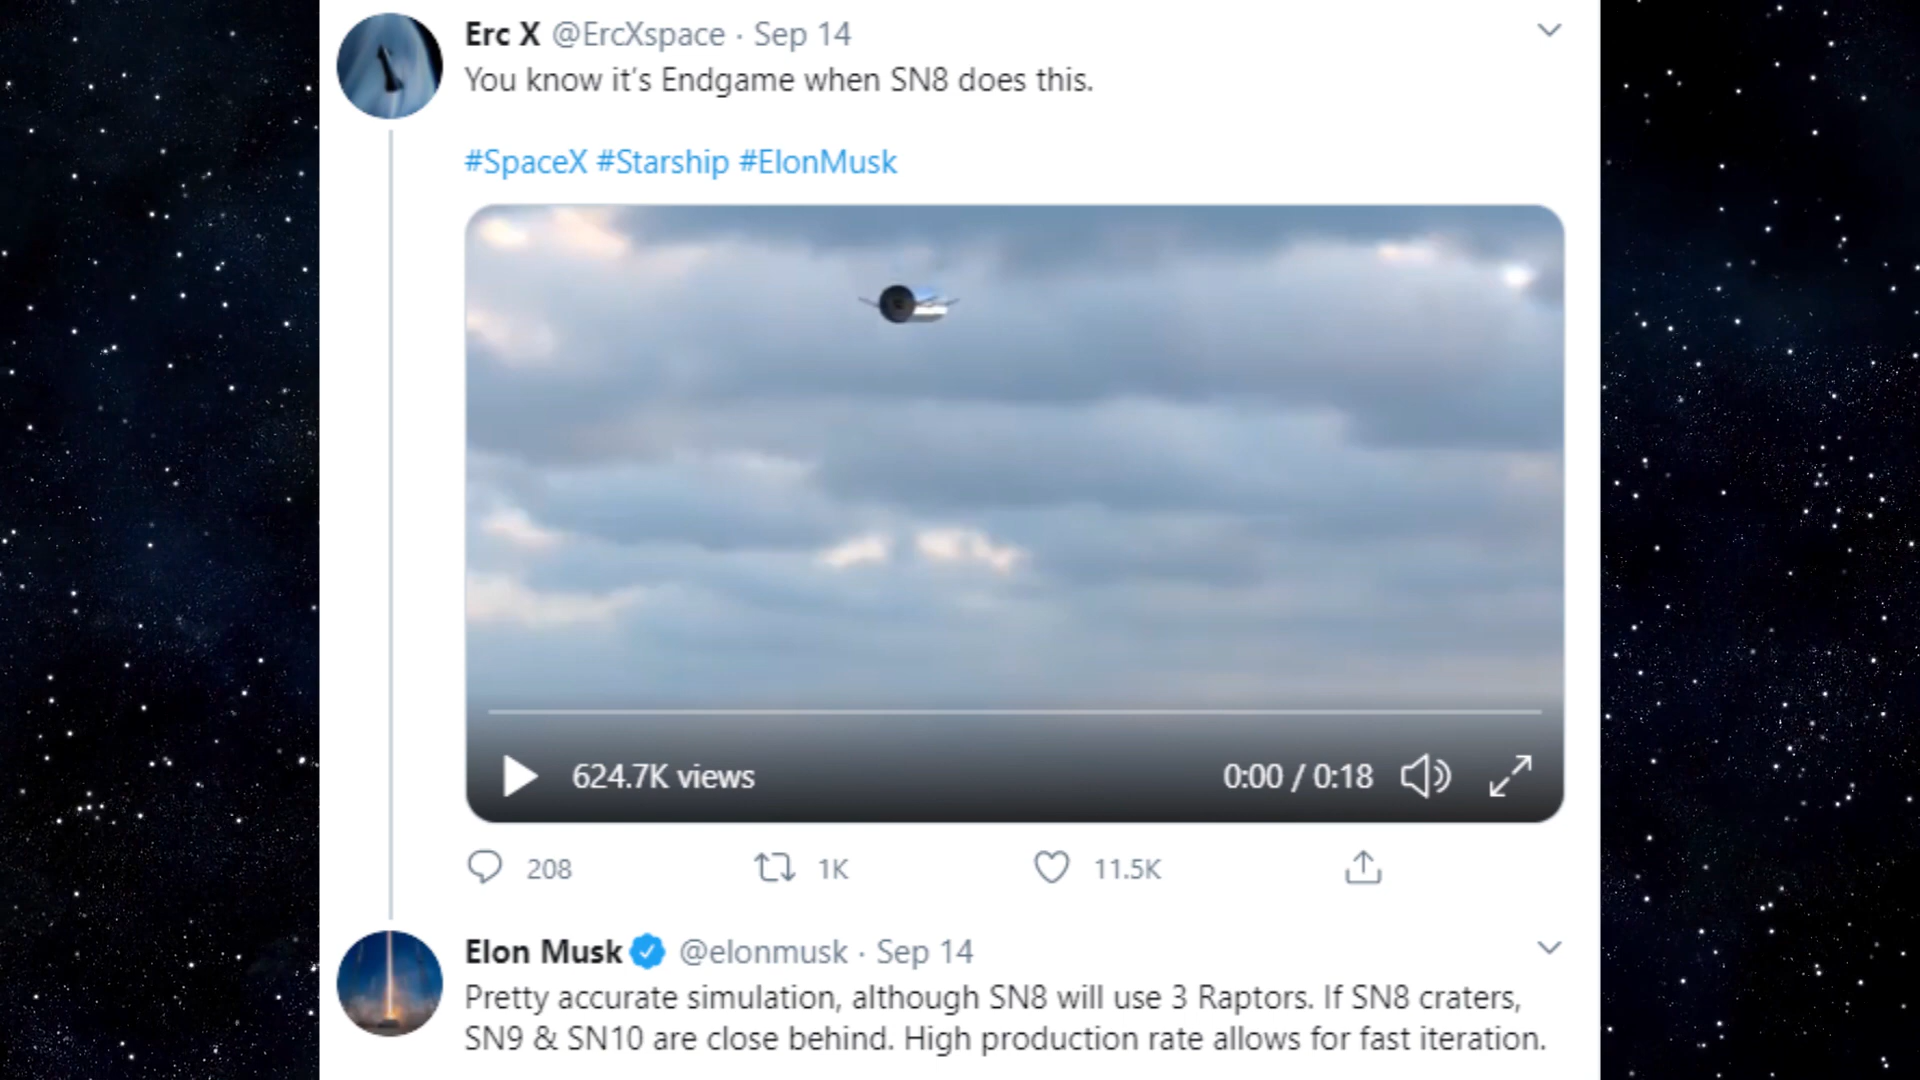 Erc X @ErcXspace · Sep 14
You know it's Endgame when SN8 does this.
#SpaceX #Starship #ElonMusk
624.7K views 0:00 / 0:18
208 1K 11.5K
Elon Musk @elonmusk · Sep 14
Pretty accurate simulation, although SN8 will use 3 Raptors. If SN8 craters,
SN9 & SN10 are close behind. High production rate allows for fast iteration.